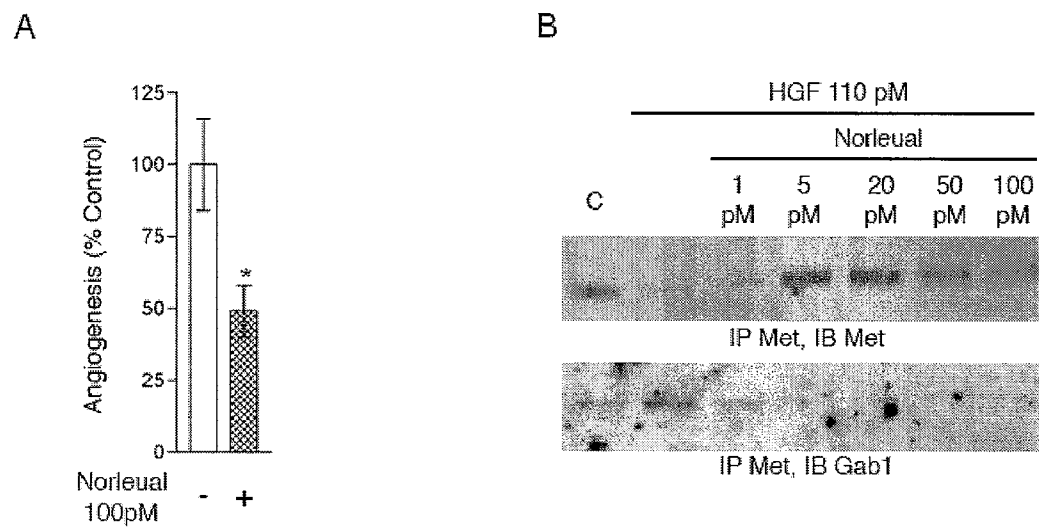 A
125
100
75
50
25
0
Angiogenesis (% Control)
*
Norleual
100pM
- +
B
HGF 110 pM
Norleual
C
1 5 20 50 100
pM pM pM pM pM
IP Met, IB Met
IP Met, IB Gab1